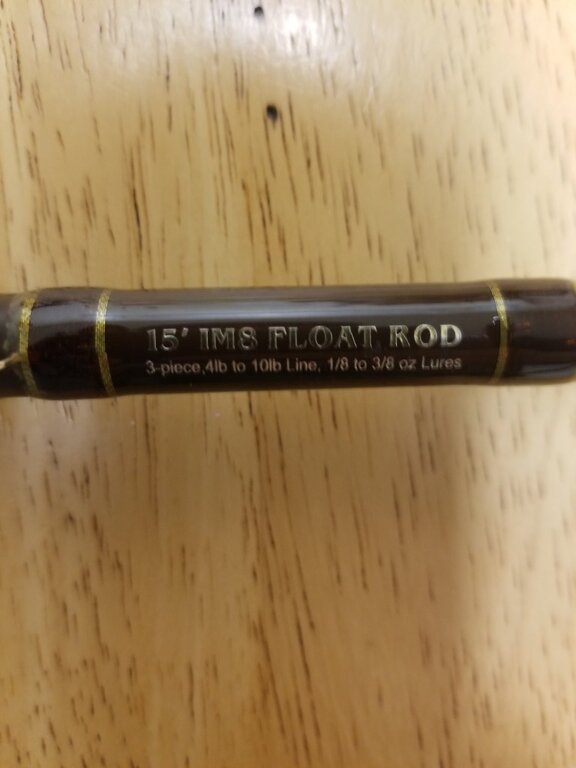 15' IM8 FLOAT ROD
3-piece,4lb to 10lb Line, 1/8 to 3/8 oz Lures